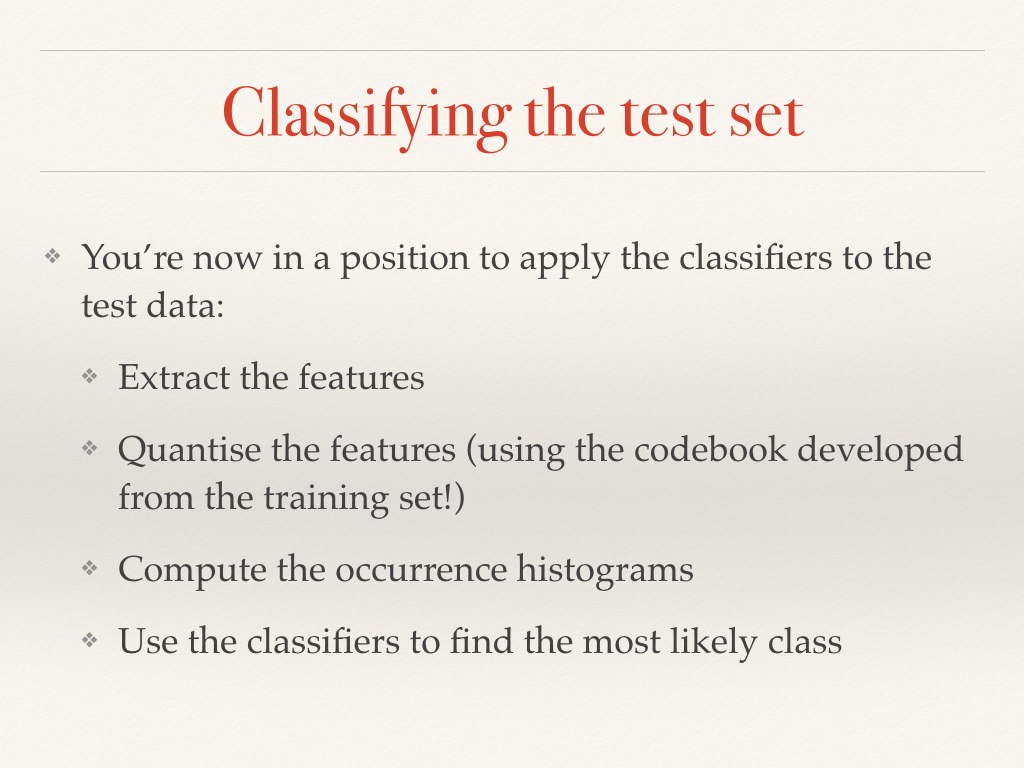 Classifying the test set
❖ You’re now in a position to apply the classifiers to the
test data:
❖ Extract the features
❖ Quantise the features (using the codebook developed
from the training set!)
❖ Compute the occurrence histograms
❖ Use the classifiers to find the most likely class